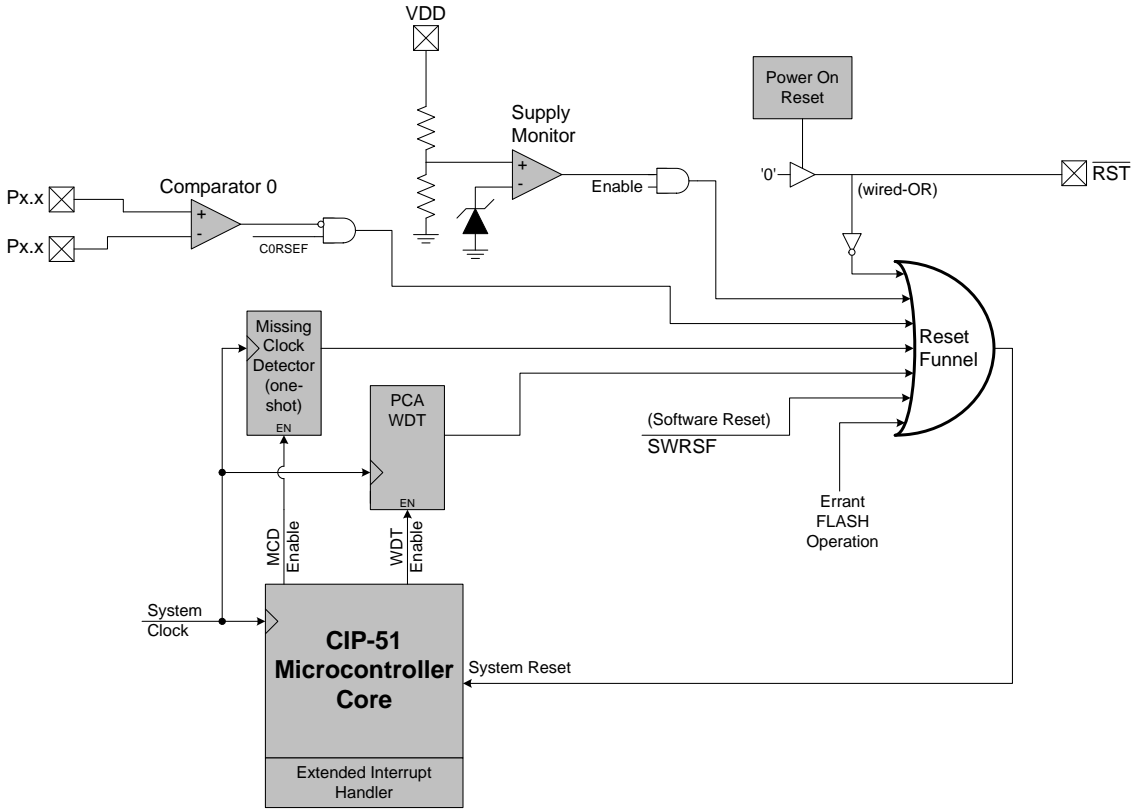 VDD
Power On
Reset
Supply
Monitor
+
-
Enable
'0'
(wired-OR)
RST
Px.x
Px.x
Comparator 0
+
-
C0RSEF
Missing
Clock
Detector
(one-
shot)
EN
PCA
WDT
EN
Reset
Funnel
(Software Reset)
SWRSF
Errant
FLASH
Operation
MCD
Enable
WDT
Enable
System
Clock
CIP-51
Microcontroller
Core
System Reset
Extended Interrupt
Handler